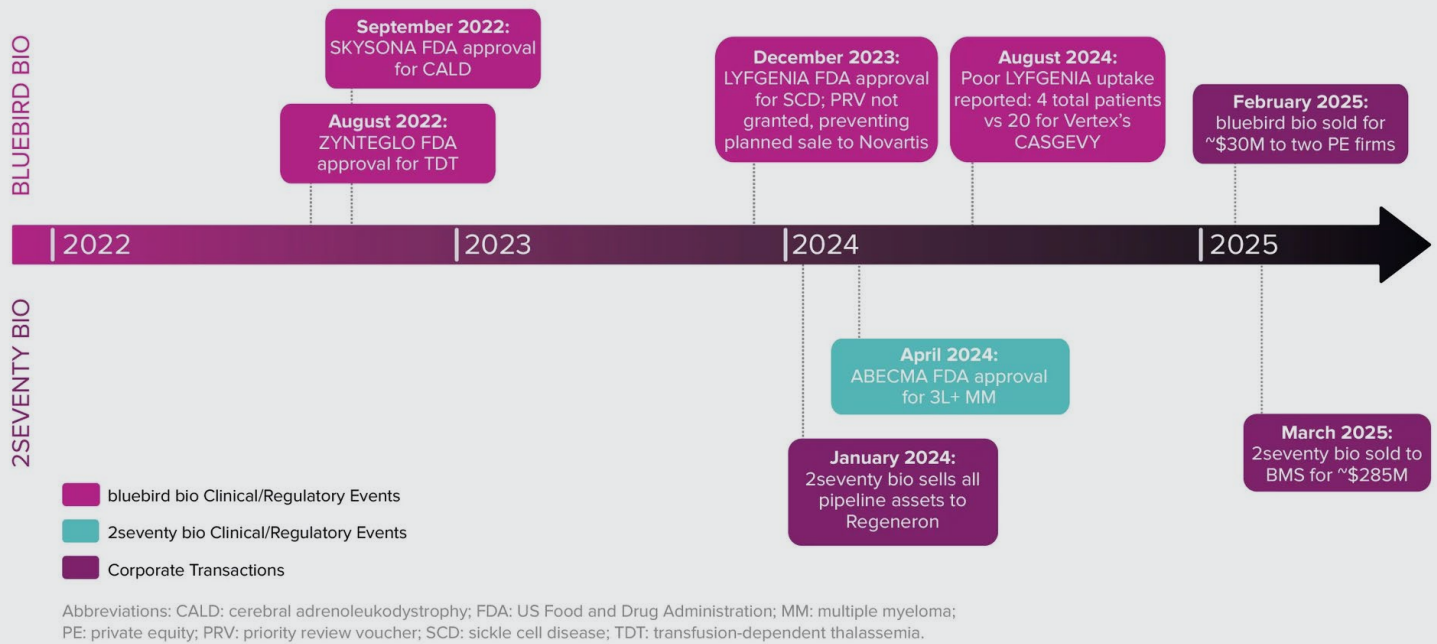 BLUEBIRD BIO
September 2022:
SKYSONA FDA approval
for CALD
August 2022:
ZYNTEGLO FDA
approval for TDT
December 2023:
LYFGENIA FDA approval
for SCD; PRV not
granted, preventing
planned sale to Novartis
August 2024:
Poor LYFGENIA uptake
reported: 4 total patients
vs 20 for Vertex's
CASGEVY
February 2025:
bluebird bio sold for
~$30M to two PE firms
2022
2023
2024
2025
2SEVENTY BIO
April 2024:
ABECMA FDA approval
for 3L+ MM
January 2024:
2seventy bio sells all
pipeline assets to
Regeneron
March 2025:
2seventy bio sold to
BMS for ~$285M
bluebird bio Clinical/Regulatory Events
2seventy bio Clinical/Regulatory Events
Corporate Transactions
Abbreviations: CALD: cerebral adrenoleukodystrophy; FDA: US Food and Drug Administration; MM: multiple myeloma;
PE: private equity; PRV: priority review voucher; SCD: sickle cell disease; TDT: transfusion-dependent thalassemia.